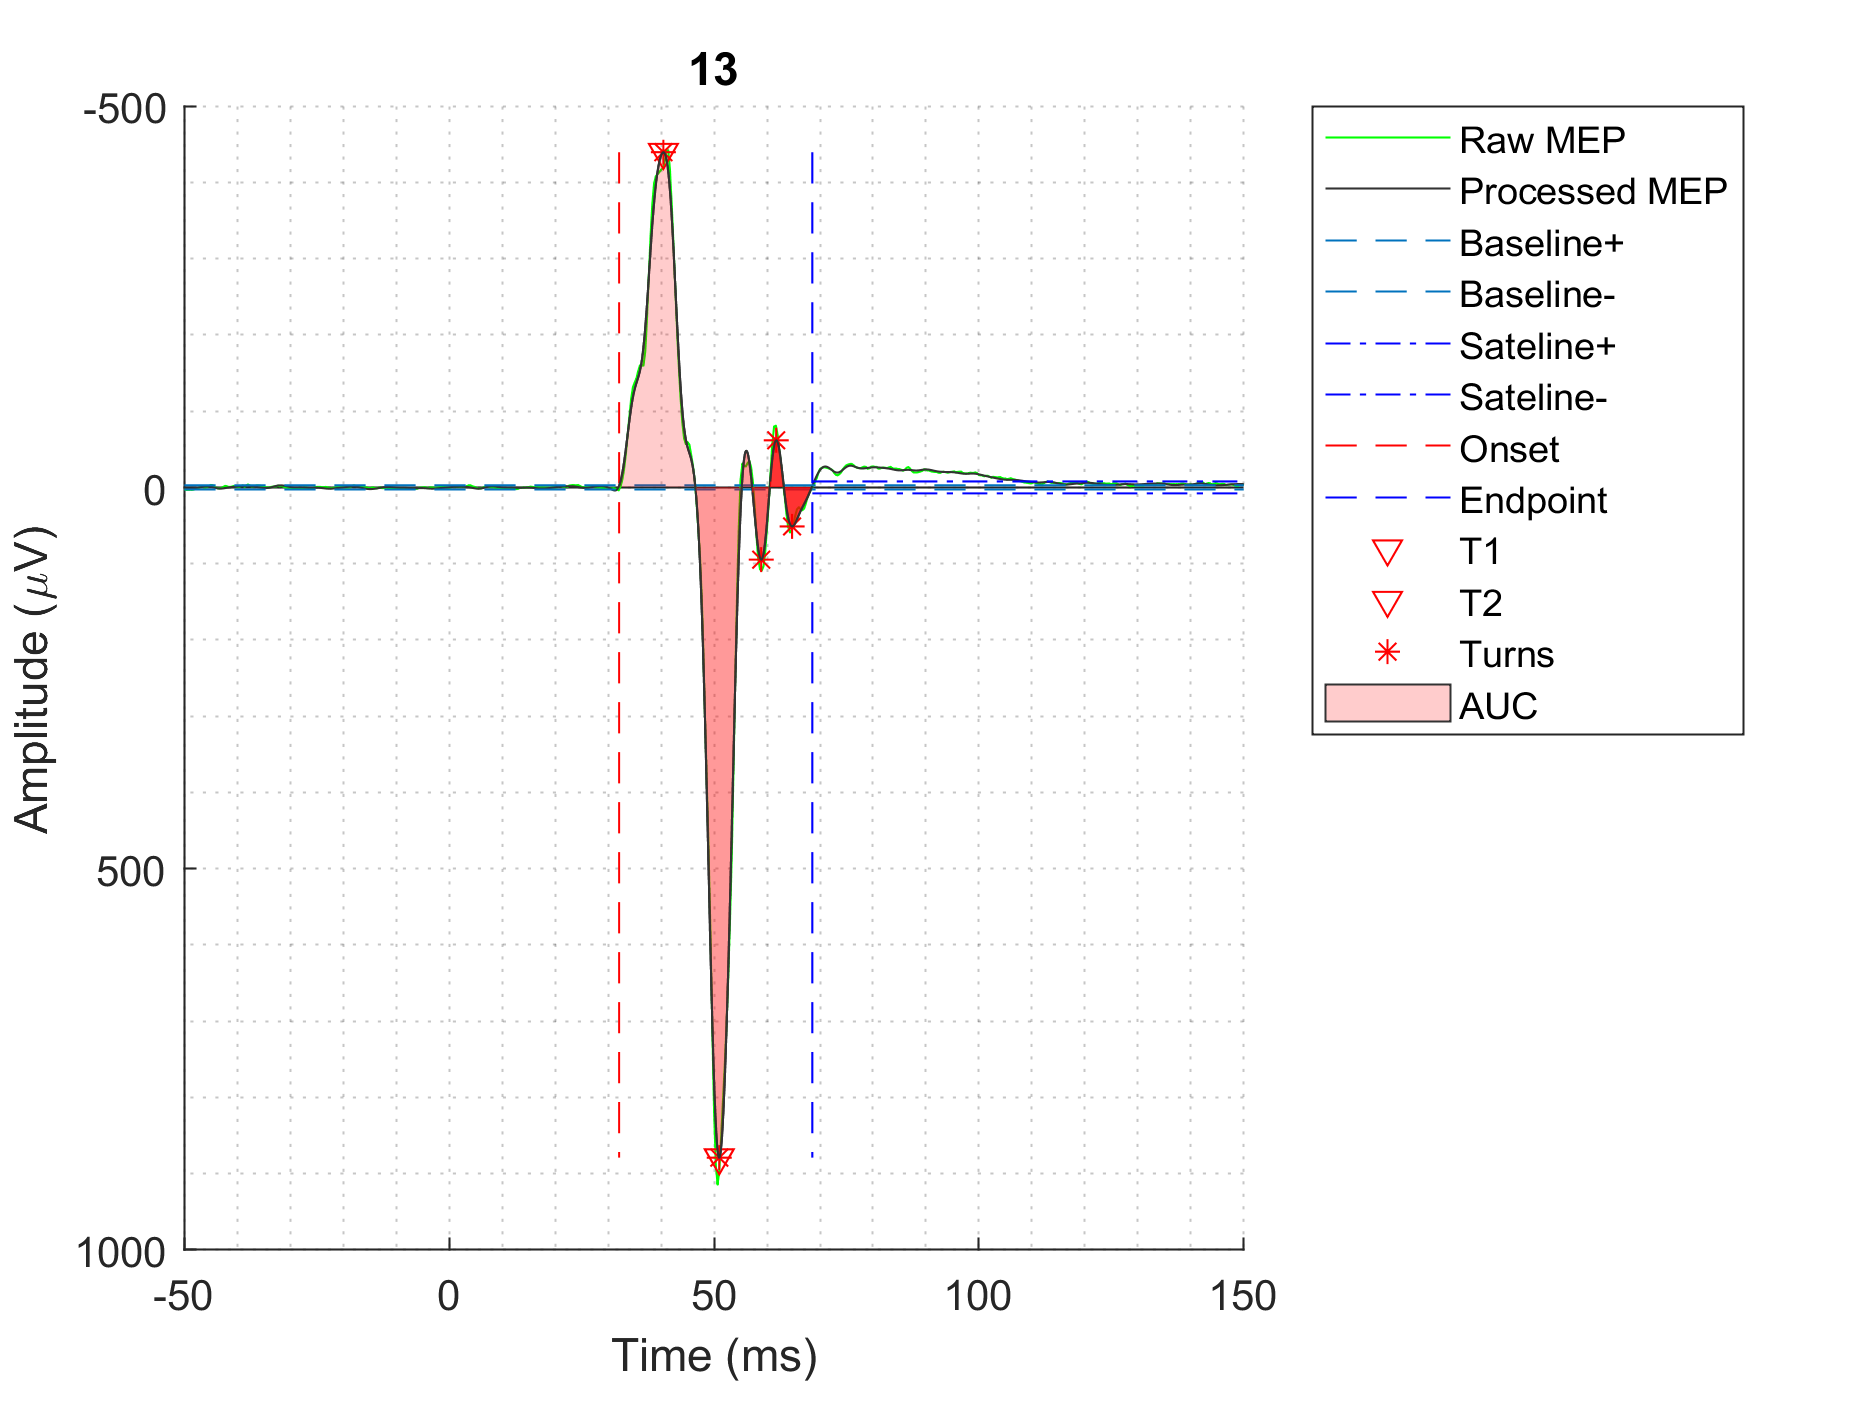 13
-500
0
500
1000
-50 0 50 100 150
Time (ms)
Amplitude (μV)
Raw MEP
Processed MEP
Baseline+
Baseline-
Sateline+
Sateline-
Onset
Endpoint
T1
T2
Turns
AUC